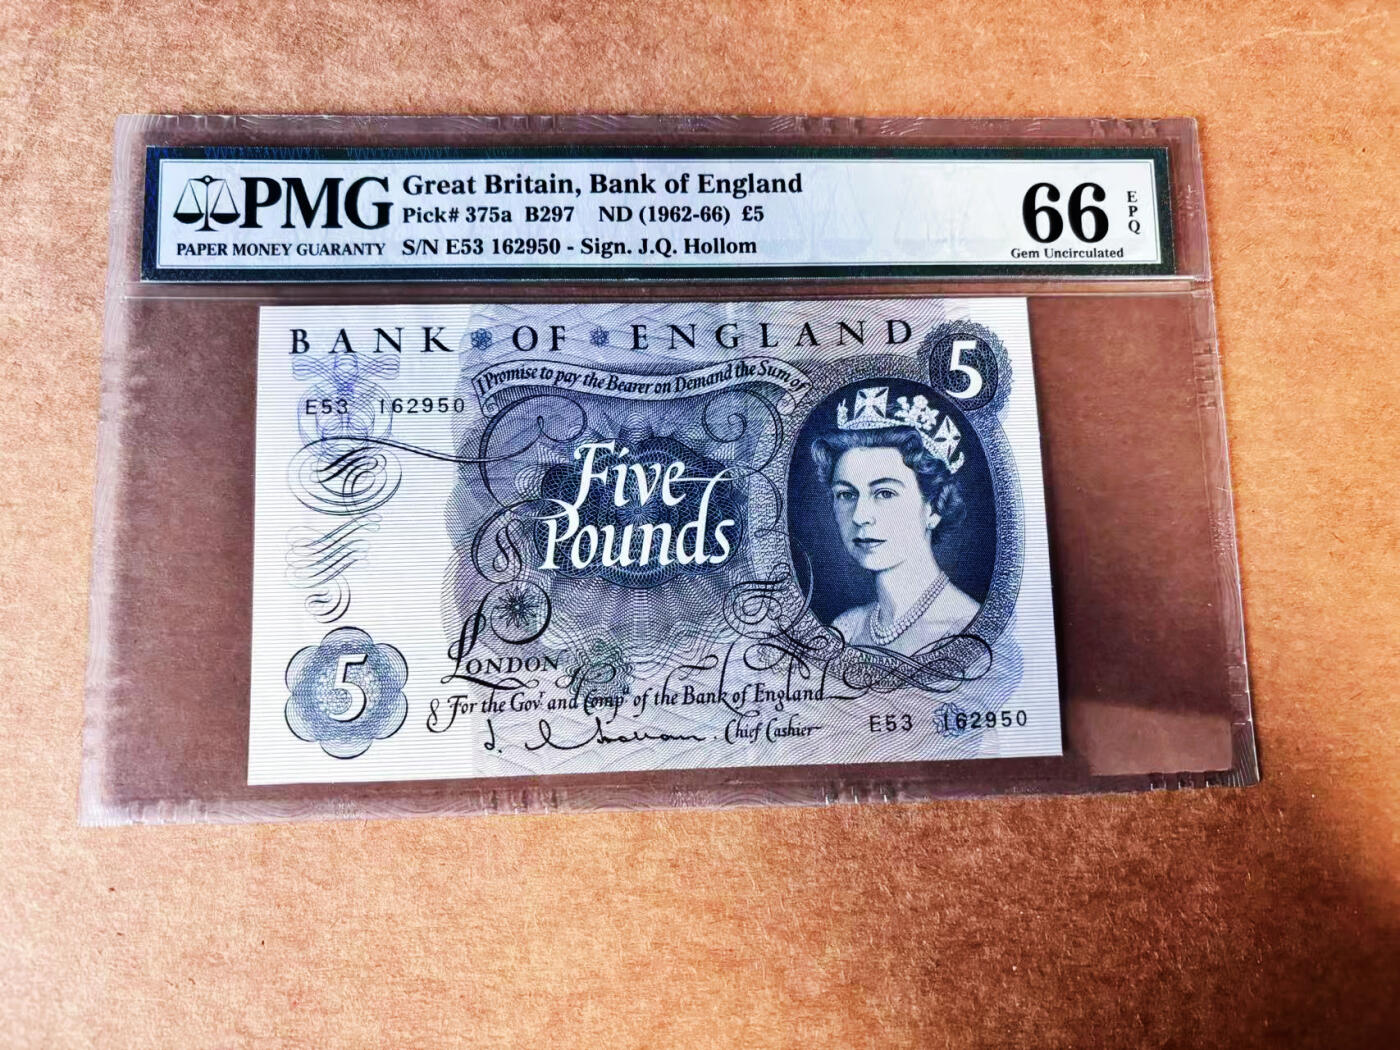 PMG
PAPER MONEY GUARANTY
Great Britain, Bank of England
Pick# 375a B297 ND (1962-66) £5
S/N E53 162950 - Sign. J.Q. Hollom
66
EPQ
Gem Uncirculated
BANK OF ENGLAND
5
I Promise to pay the Bearer on Demand the Sum of
E53 162950
Five
Pounds
LONDON
5
For the Govr and Compa of the Bank of England
Chief Cashier
E53 162950